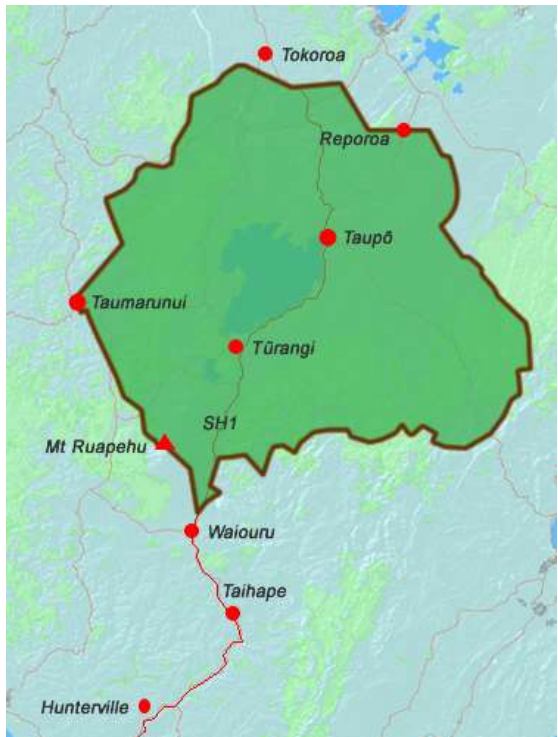 Tokoroa
Reporoa
Taupō
Taumarunui
Tūrangi
SH1
Mt Ruapehu
Waiouru
Taihape
Hunterville